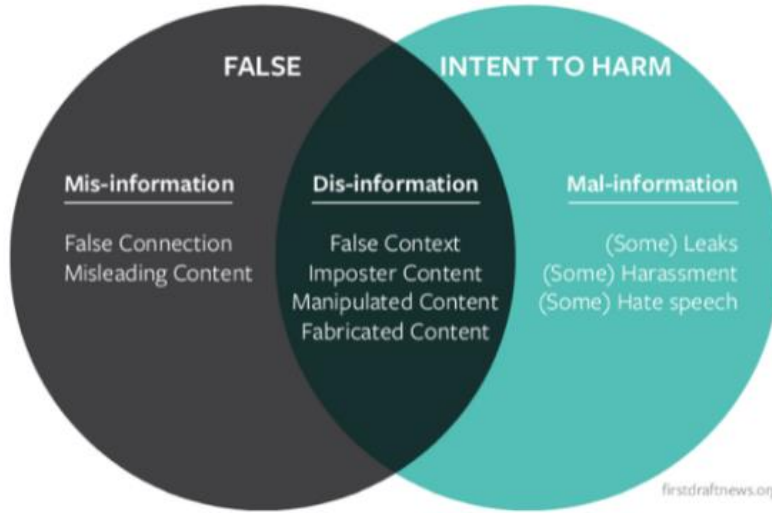 FALSE
INTENT TO HARM
Mis-information
False Connection
Misleading Content
Dis-information
False Context
Imposter Content
Manipulated Content
Fabricated Content
Mal-information
(Some) Leaks
(Some) Harassment
(Some) Hate speech
firstdraftnews.org